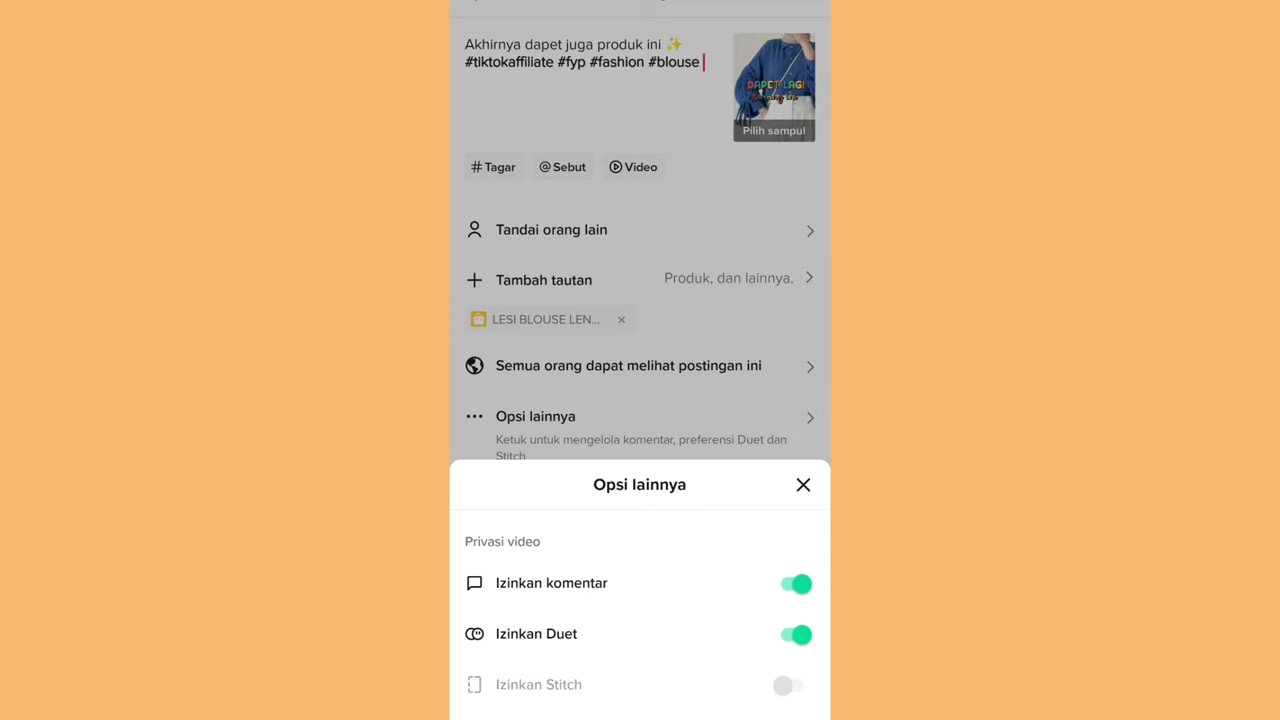 Akhirnya dapet juga produk ini ✨
#tiktokaffiliate #fyp #fashion #blouse
DAPET LAGI
Pilih sampul
# Tagar
@ Sebut
Video
Tandai orang lain
Tambah tautan
Produk, dan lainnya.
LESI BLOUSE LEN...
Semua orang dapat melihat postingan ini
Opsi lainnya
Ketuk untuk mengelola komentar, preferensi Duet dan
Stitch
Opsi lainnya
Privasi video
Izinkan komentar
Izinkan Duet
Izinkan Stitch